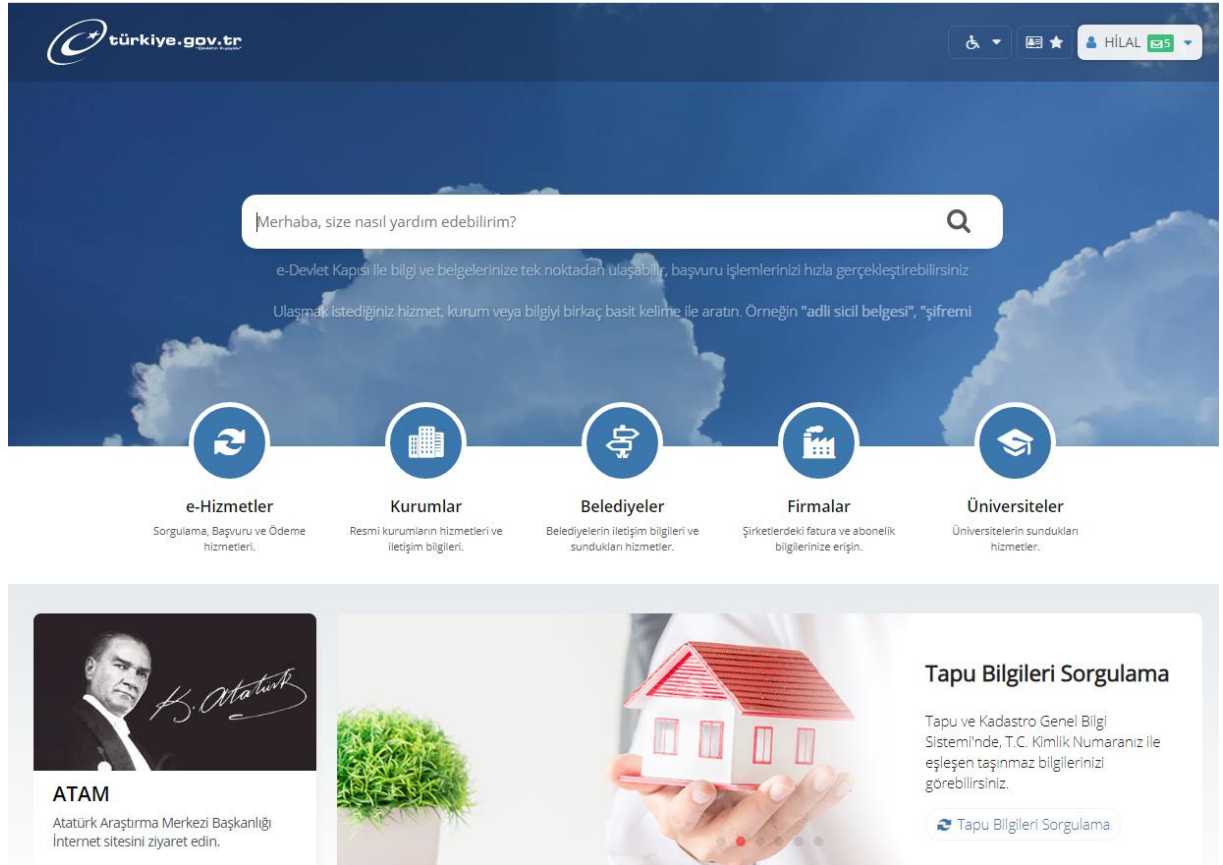 türkiye.gov.tr
HİLAL 5
Merhaba, size nasıl yardım edebilirim?
e-Devlet Kapısı ile bilgi ve belgelerinize tek noktadan ulaşabilir, başvuru işlemlerinizi hızla gerçekleştirebilirsiniz
Ulaşmak istediğiniz hizmet, kurum veya bilgiyi birkaç basit kelime ile aratın. Örneğin "adli sicil belgesi", "şifremi
e-Hizmetler
Sorgulama, Başvuru ve Ödeme
hizmetleri.
Kurumlar
Resmi kurumların hizmetleri ve
iletişim bilgileri.
Belediyeler
Belediyelerin iletişim bilgileri ve
sundukları hizmetler.
Firmalar
Şirketlerdeki fatura ve abonelik
bilgilerinize erişin.
Üniversiteler
Üniversitelerin sundukları
hizmetler.
K. Atatürk
ATAM
Atatürk Araştırma Merkezi Başkanlığı
İnternet sitesini ziyaret edin.
Tapu Bilgileri Sorgulama
Tapu ve Kadastro Genel Bilgi
Sistemi'nde, T.C. Kimlik Numaranız ile
eşleşen taşınmaz bilgilerinizi
görebilirsiniz.
Tapu Bilgileri Sorgulama